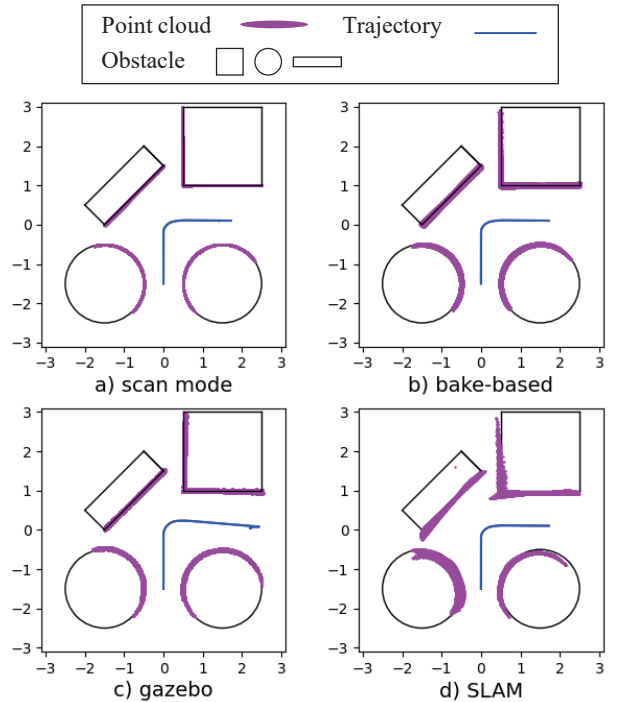 Point cloud Trajectory
Obstacle
3
2
1
0
−1
−2
−3
−3 −2 −1 0 1 2 3
a) scan mode
3
2
1
0
−1
−2
−3
−3 −2 −1 0 1 2 3
b) bake-based
3
2
1
0
−1
−2
−3
−3 −2 −1 0 1 2 3
c) gazebo
3
2
1
0
−1
−2
−3
−3 −2 −1 0 1 2 3
d) SLAM